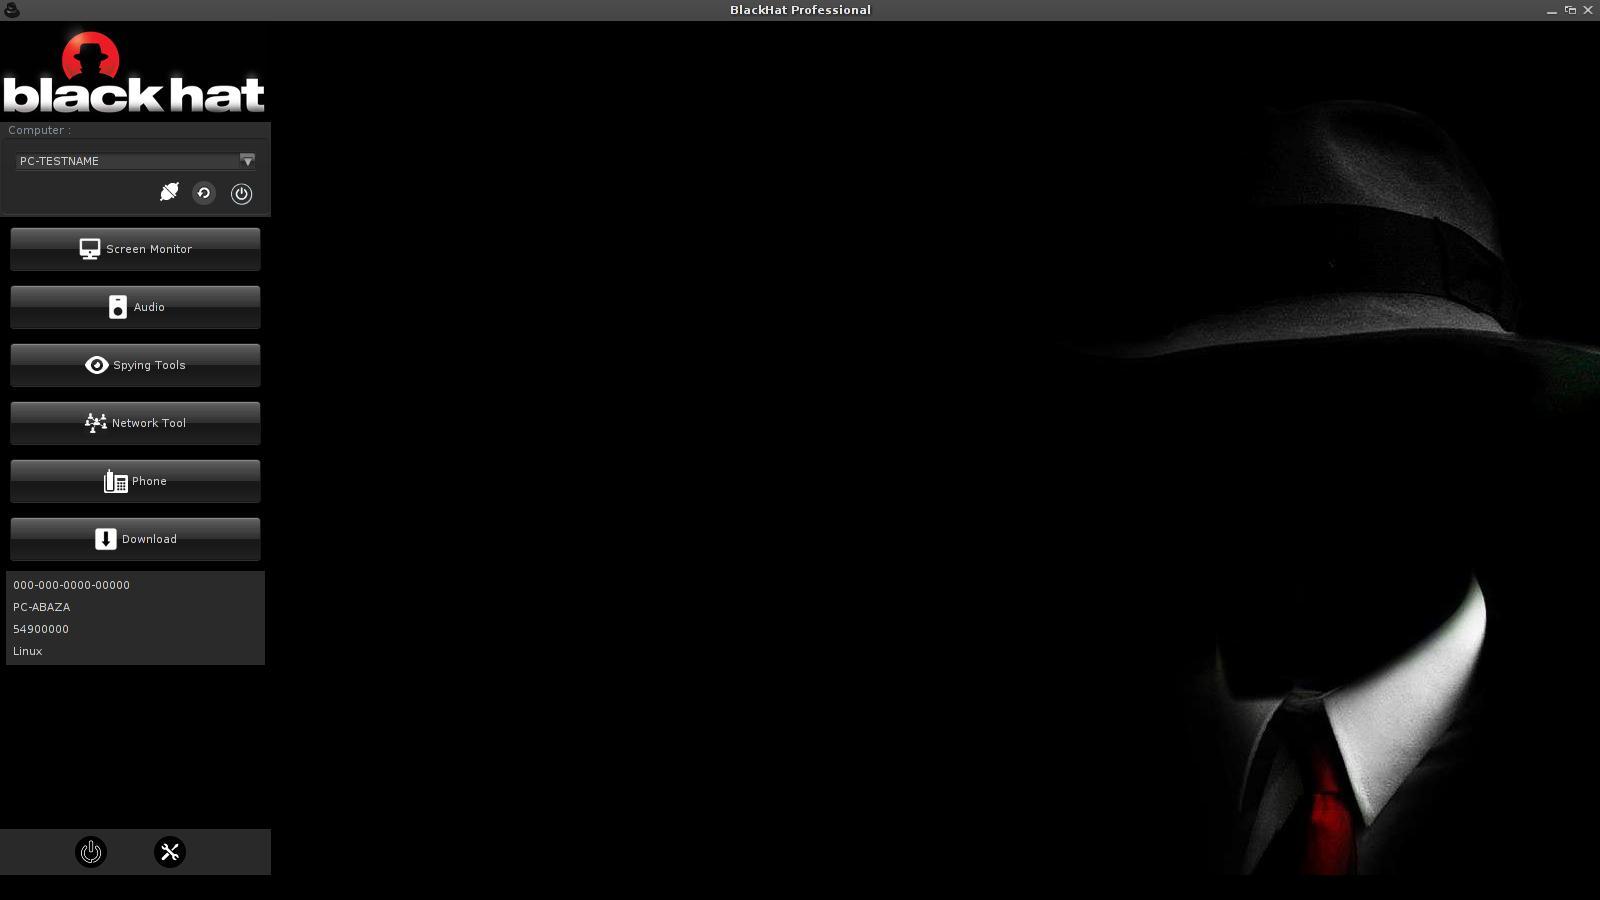 BlackHat Professional
black hat
Computer :
PC-TESTNAME
Screen Monitor
Audio
Spying Tools
Network Tool
Phone
Download
000-000-0000-00000
PC-ABAZA
54900000
Linux